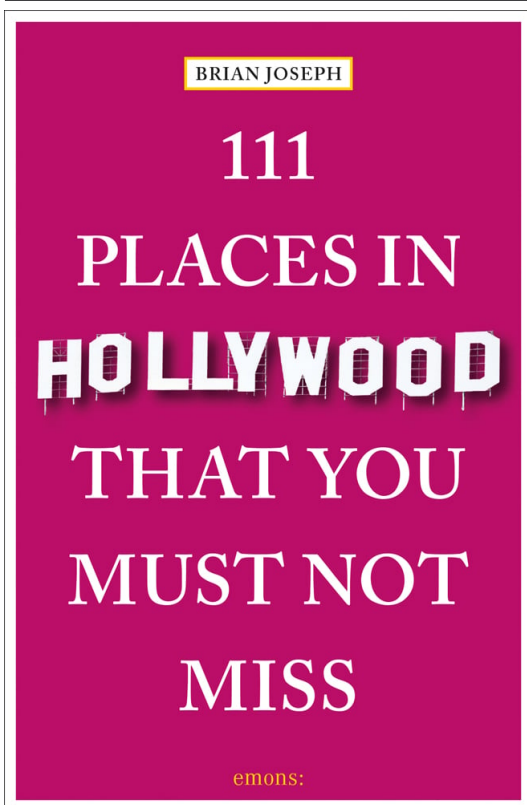 BRIAN JOSEPH
111
PLACES IN
HOLLYWOOD
THAT YOU
MUST NOT
MISS
emons: